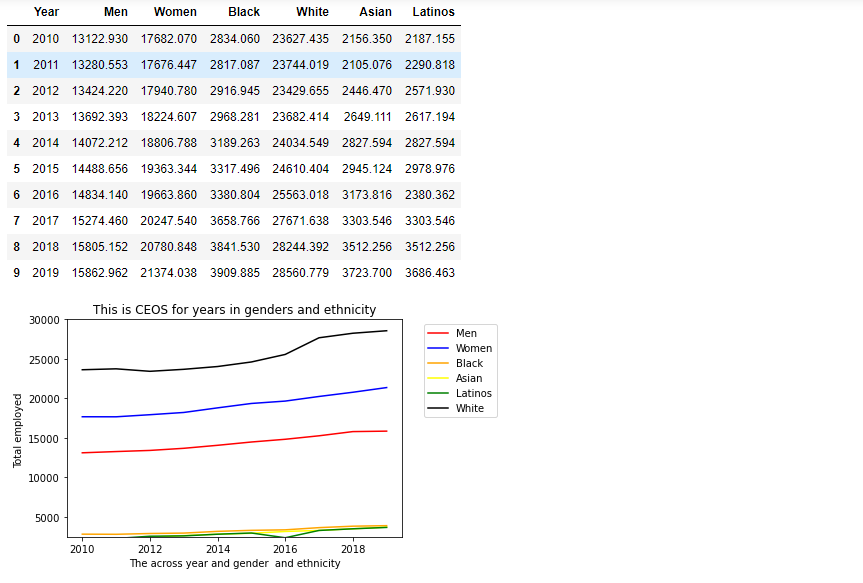 Year Men Women Black White Asian Latinos
0 2010 13122.930 17682.070 2834.060 23627.435 2156.350 2187.155
1 2011 13280.553 17676.447 2817.087 23744.019 2105.076 2290.818
2 2012 13424.220 17940.780 2916.945 23429.655 2446.470 2571.930
3 2013 13692.393 18224.607 2968.281 23682.414 2649.111 2617.194
4 2014 14072.212 18806.788 3189.263 24034.549 2827.594 2827.594
5 2015 14488.656 19363.344 3317.496 24610.404 2945.124 2978.976
6 2016 14834.140 19663.860 3380.804 25563.018 3173.816 2380.362
7 2017 15274.460 20247.540 3658.766 27671.638 3303.546 3303.546
8 2018 15805.152 20780.848 3841.530 28244.392 3512.256 3512.256
9 2019 15862.962 21374.038 3909.885 28560.779 3723.700 3686.463
This is CEOS for years in genders and ethnicity
30000
25000
20000
15000
10000
5000
Total employed
2010 2012 2014 2016 2018
The across year and gender  and ethnicity
Men
Women
Black
Asian
Latinos
White